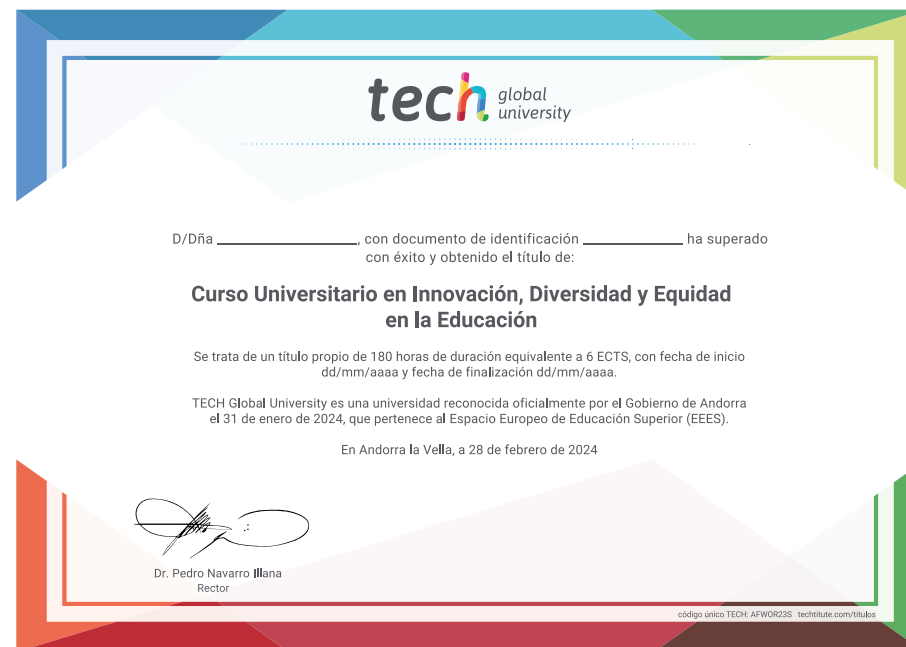 tech global university
D/Dña ____________, con documento de identificación ____________ ha superado
con éxito y obtenido el título de:
Curso Universitario en Innovación, Diversidad y Equidad
en la Educación
Se trata de un título propio de 180 horas de duración equivalente a 6 ECTS, con fecha de inicio
dd/mm/aaaa y fecha de finalización dd/mm/aaaa.
TECH Global University es una universidad reconocida oficialmente por el Gobierno de Andorra
el 31 de enero de 2024, que pertenece al Espacio Europeo de Educación Superior (EEES).
En Andorra la Vella, a 28 de febrero de 2024
Dr. Pedro Navarro Illana
Rector
código único TECH: AFWOR23S techtitute.com/titulos